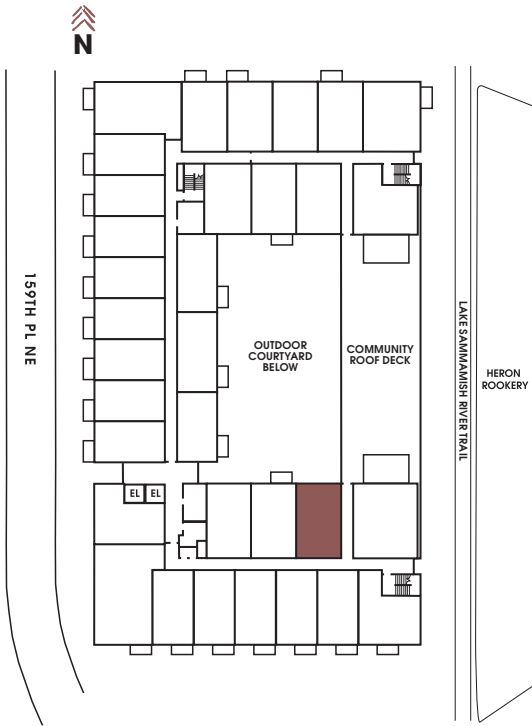 N
159TH PL NE
OUTDOOR
COURTYARD
BELOW
COMMUNITY
ROOF DECK
LAKE SAMMAMISH RIVER TRAIL
HERON
ROOKERY
EL EL